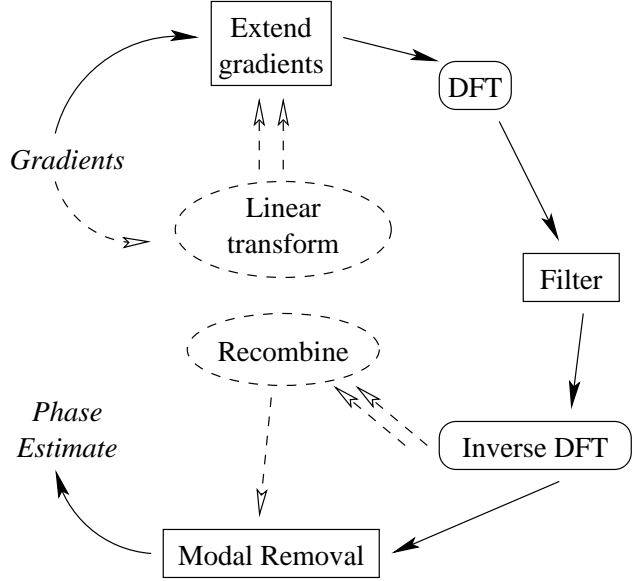 Extend
gradients
DFT
Gradients
Linear
transform
Filter
Recombine
Phase
Estimate
Inverse DFT
Modal Removal